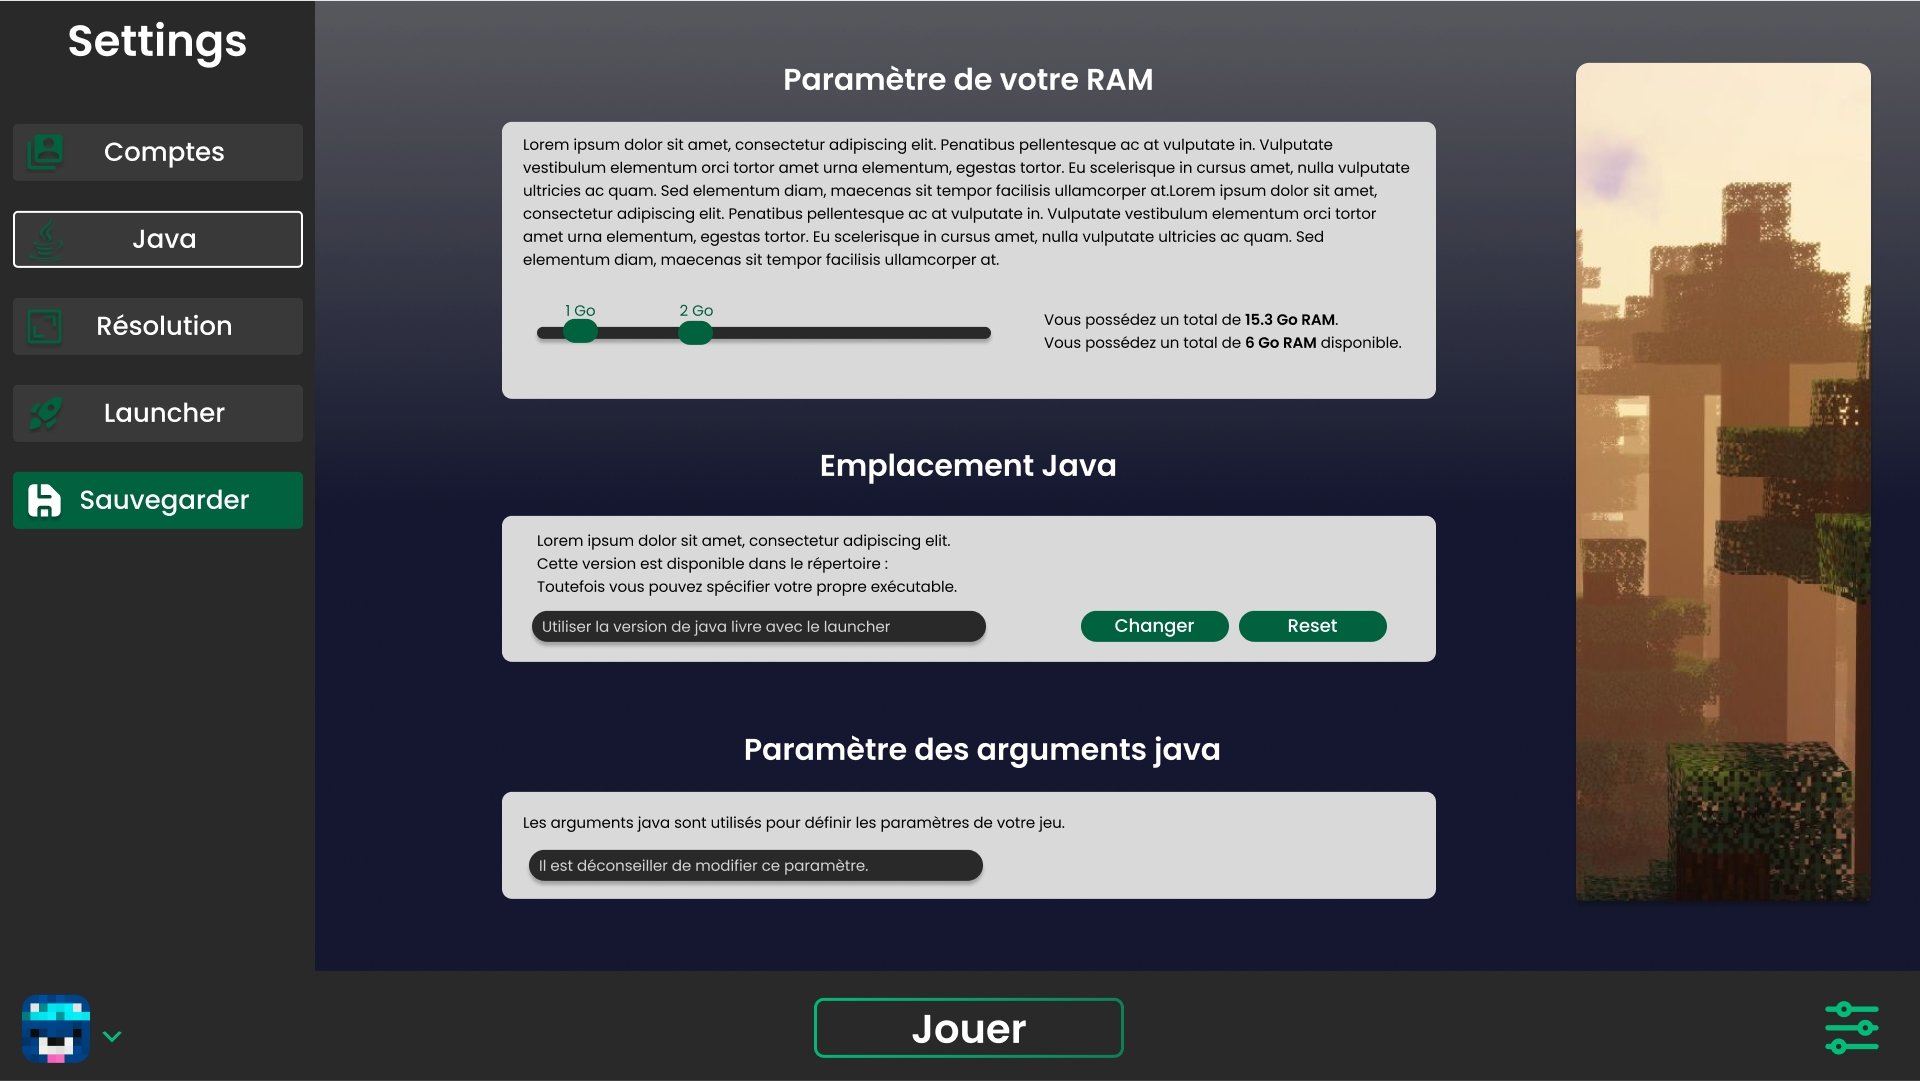 Settings
Comptes
Java
Résolution
Launcher
Sauvegarder
Paramètre de votre RAM
Lorem ipsum dolor sit amet, consectetur adipiscing elit. Penatibus pellentesque ac at vulputate in. Vulputate
vestibulum elementum orci tortor amet urna elementum, egestas tortor. Eu scelerisque in cursus amet, nulla vulputate
ultricies ac quam. Sed elementum diam, maecenas sit tempor facilisis ullamcorper at.Lorem ipsum dolor sit amet,
consectetur adipiscing elit. Penatibus pellentesque ac at vulputate in. Vulputate vestibulum elementum orci tortor
amet urna elementum, egestas tortor. Eu scelerisque in cursus amet, nulla vulputate ultricies ac quam. Sed
elementum diam, maecenas sit tempor facilisis ullamcorper at.
1 Go
2 Go
Vous possédez un total de 15.3 Go RAM.
Vous possédez un total de 6 Go RAM disponible.
Emplacement Java
Lorem ipsum dolor sit amet, consectetur adipiscing elit.
Cette version est disponible dans le répertoire :
Toutefois vous pouvez spécifier votre propre exécutable.
Utiliser la version de java livre avec le launcher
Changer
Reset
Paramètre des arguments java
Les arguments java sont utilisés pour définir les paramètres de votre jeu.
Il est déconseiller de modifier ce paramètre.
Jouer